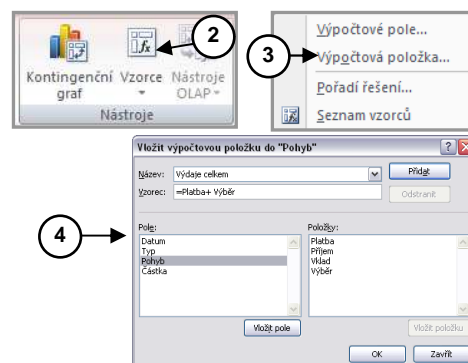 2
Kontingenční graf
Vzorce
Nástroje OLAP
Nástroje
3
Výpočtové pole...
Výpočtová položka...
Pořadí řešení...
Seznam vzorců
4
Vložit výpočtovou položku do "Pohyb"
Název:
Výdaje celkem
Přidat
Vzorec:
=Platba+ Výběr
Odstranit
Pole:
Datum
Typ
Pohyb
Částka
Položky:
Platba
Příjem
Vklad
Výběr
Vložit pole
Vložit položku
OK
Zavřít